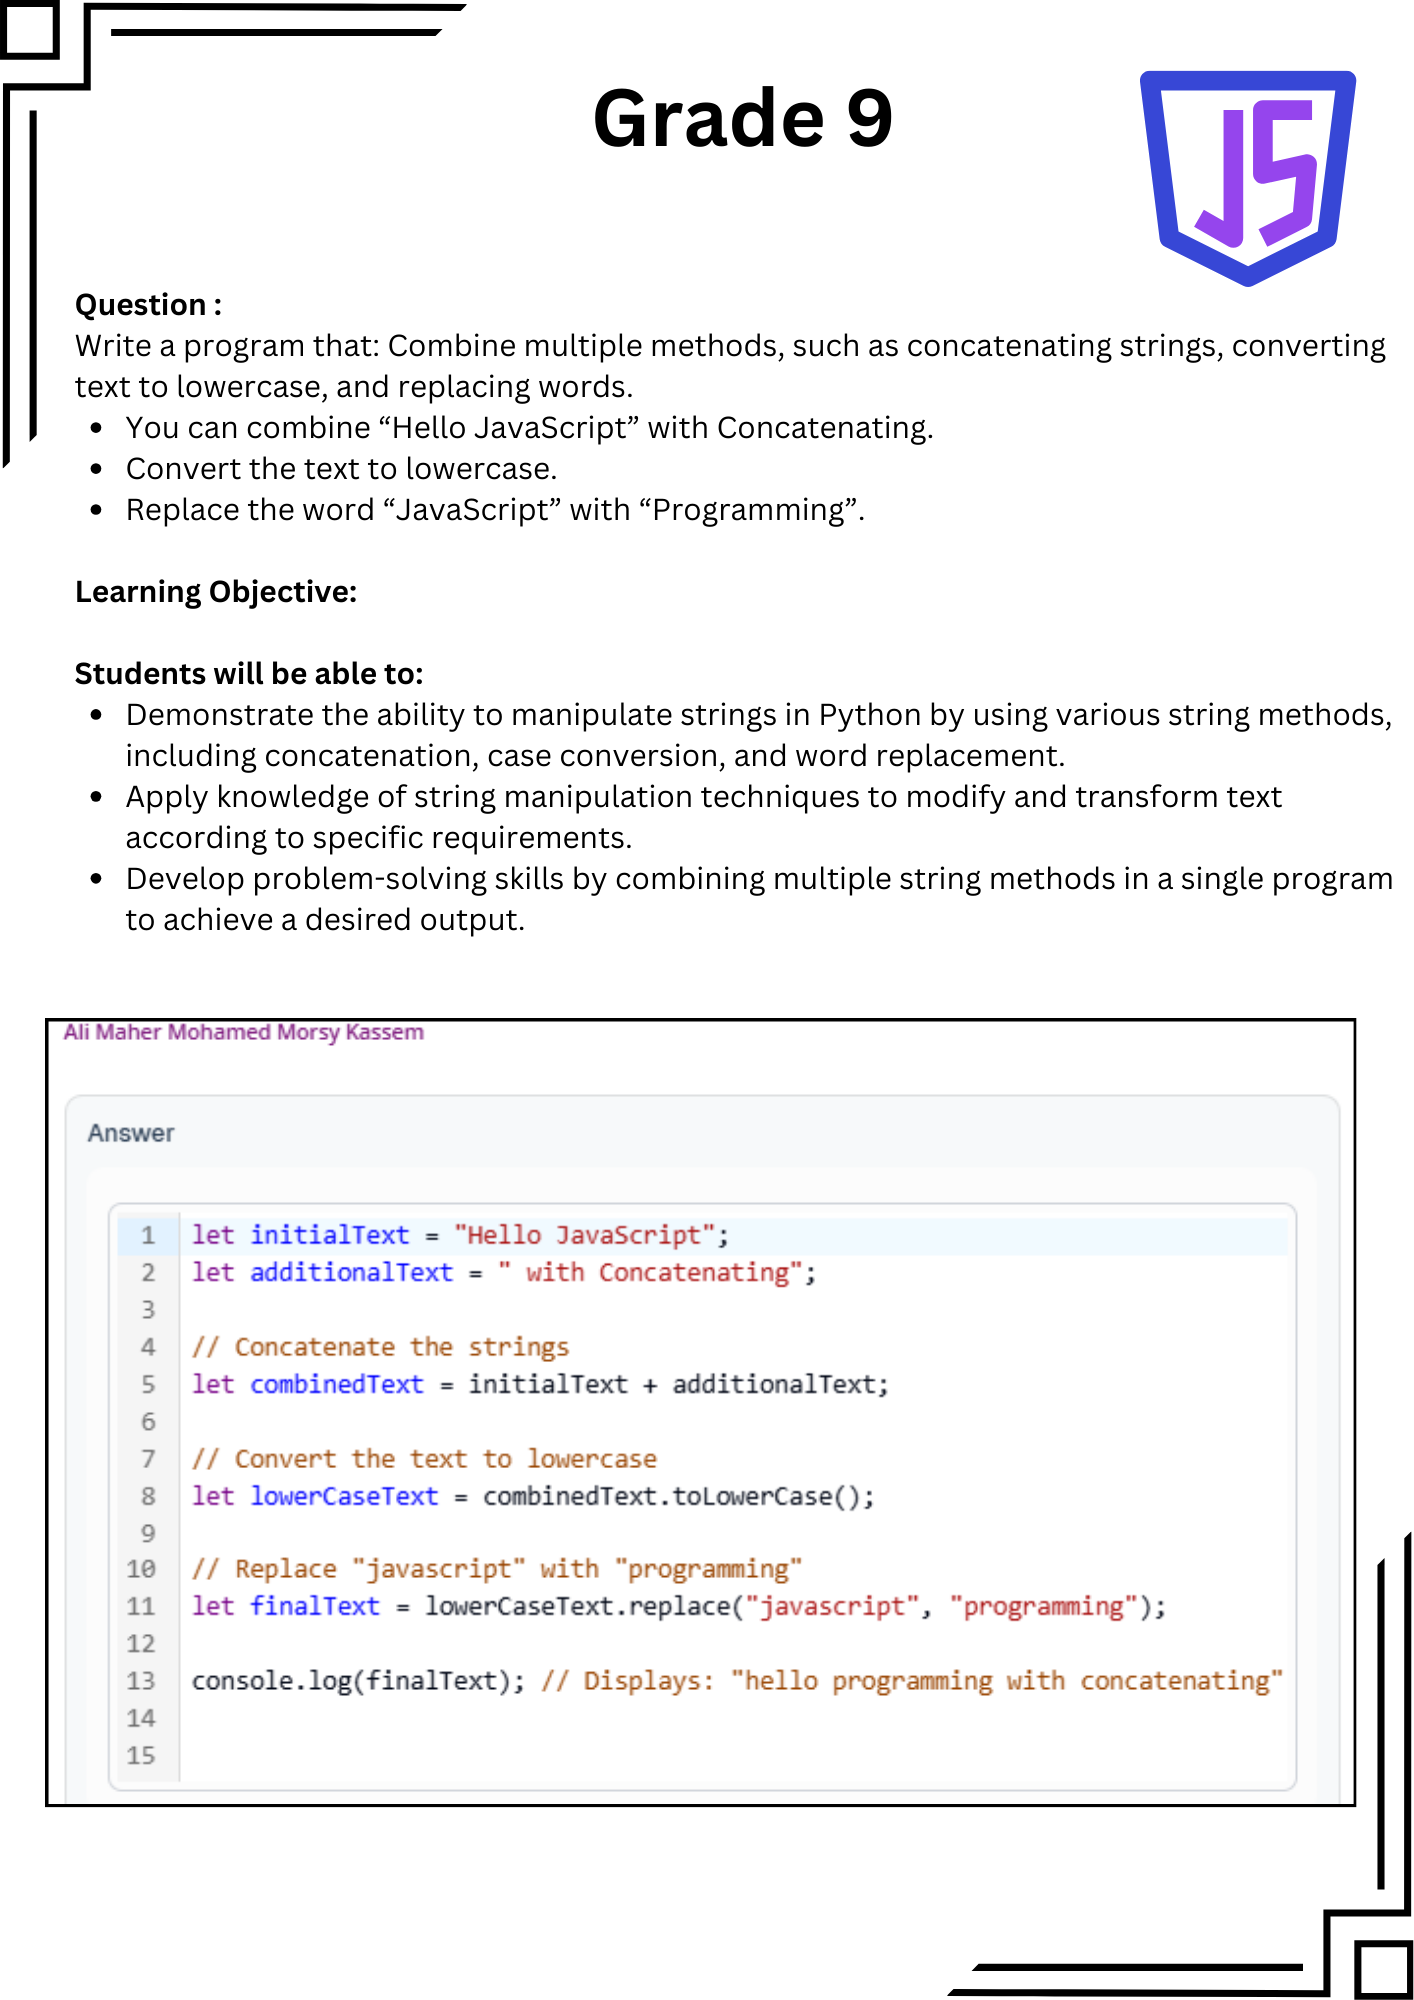 Grade 9
JS
Question :
Write a program that: Combine multiple methods, such as concatenating strings, converting
text to lowercase, and replacing words.
• You can combine “Hello JavaScript” with Concatenating.
• Convert the text to lowercase.
• Replace the word “JavaScript” with “Programming”.
Learning Objective:
Students will be able to:
• Demonstrate the ability to manipulate strings in Python by using various string methods,
including concatenation, case conversion, and word replacement.
• Apply knowledge of string manipulation techniques to modify and transform text
according to specific requirements.
• Develop problem-solving skills by combining multiple string methods in a single program
to achieve a desired output.
Ali Maher Mohamed Morsy Kassem
Answer
1 let initialText = "Hello JavaScript";
2 let additionalText = " with Concatenating";
3
4 // Concatenate the strings
5 let combinedText = initialText + additionalText;
6
7 // Convert the text to lowercase
8 let lowerCaseText = combinedText.toLowerCase();
9
10 // Replace "javascript" with "programming"
11 let finalText = lowerCaseText.replace("javascript", "programming");
12
13 console.log(finalText); // Displays: "hello programming with concatenating"
14
15